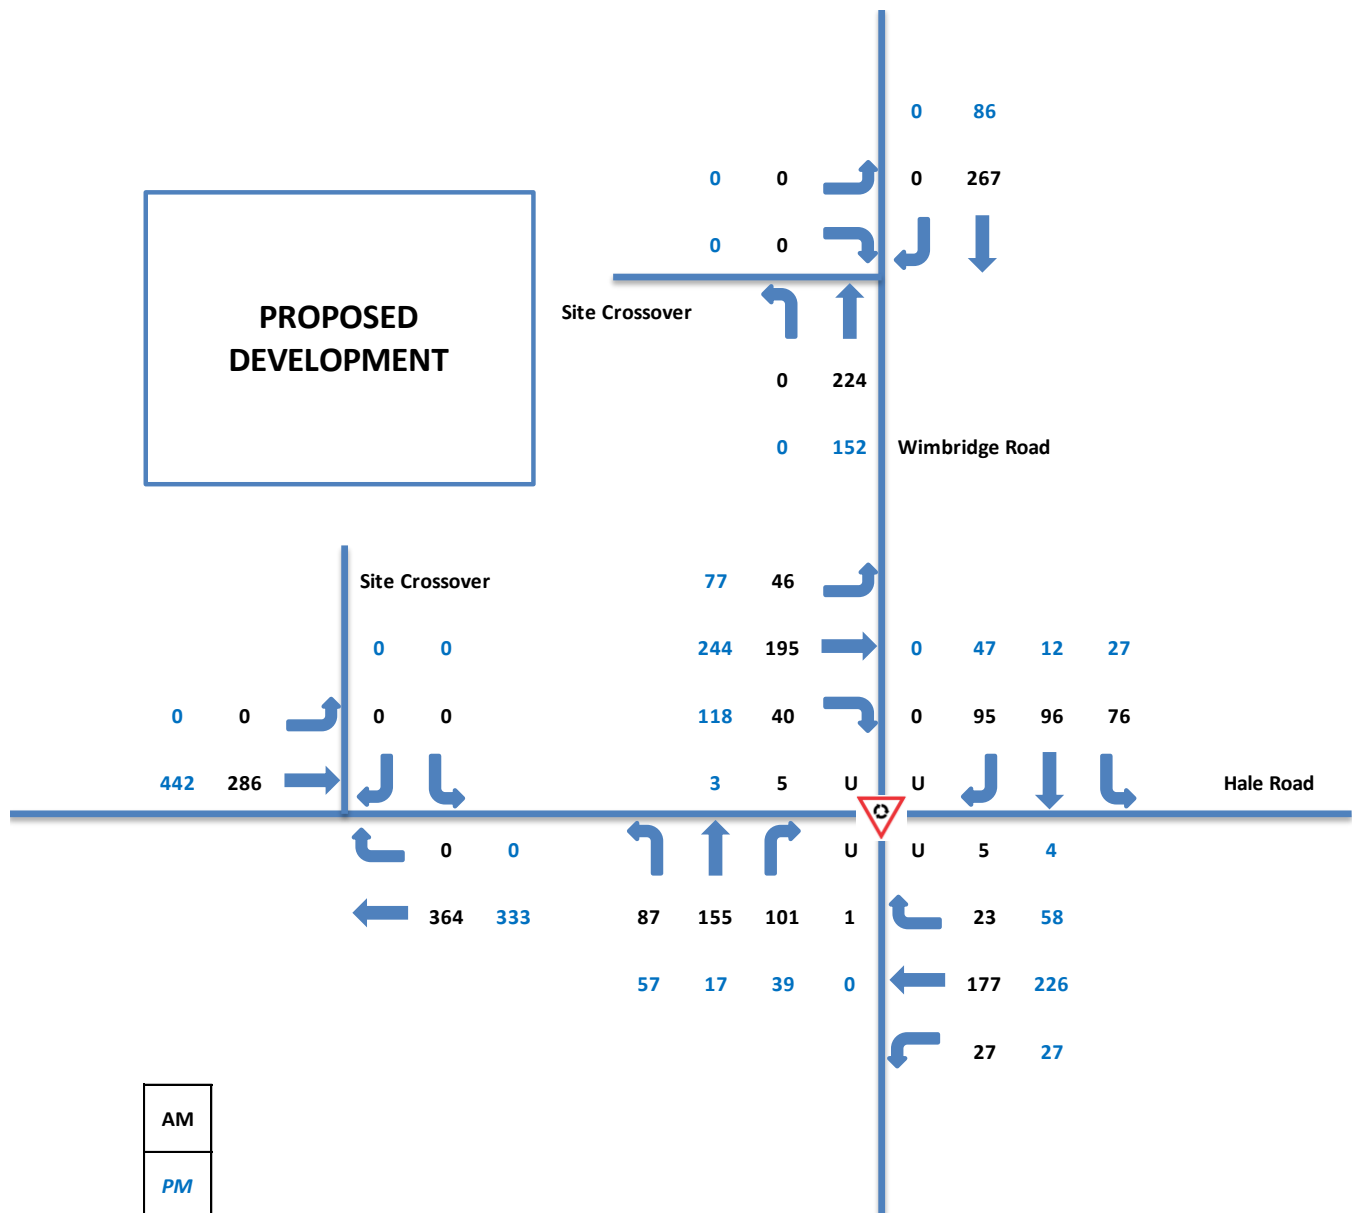 0 86
0 0 0 267
0 0
PROPOSED
DEVELOPMENT
Site Crossover
0 224
0 152 Wimbridge Road
Site Crossover 77 46
0 0 244 195 0 47 12 27
0 0 0 0 118 40 0 95 96 76
442 286 3 5 U U Hale Road
0 0 U U 5 4
364 333 87 155 101 1 23 58
57 17 39 0 177 226
27 27
AM
PM